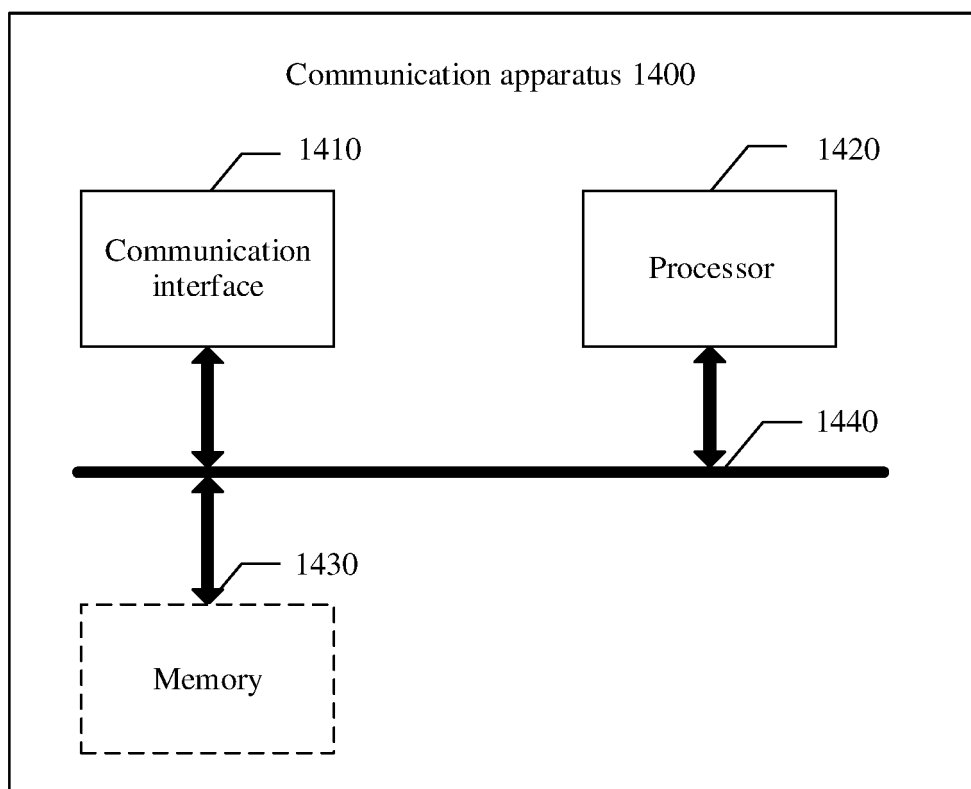 Communication apparatus 1400
1410
1420
Communication
interface
Processor
1440
1430
Memory